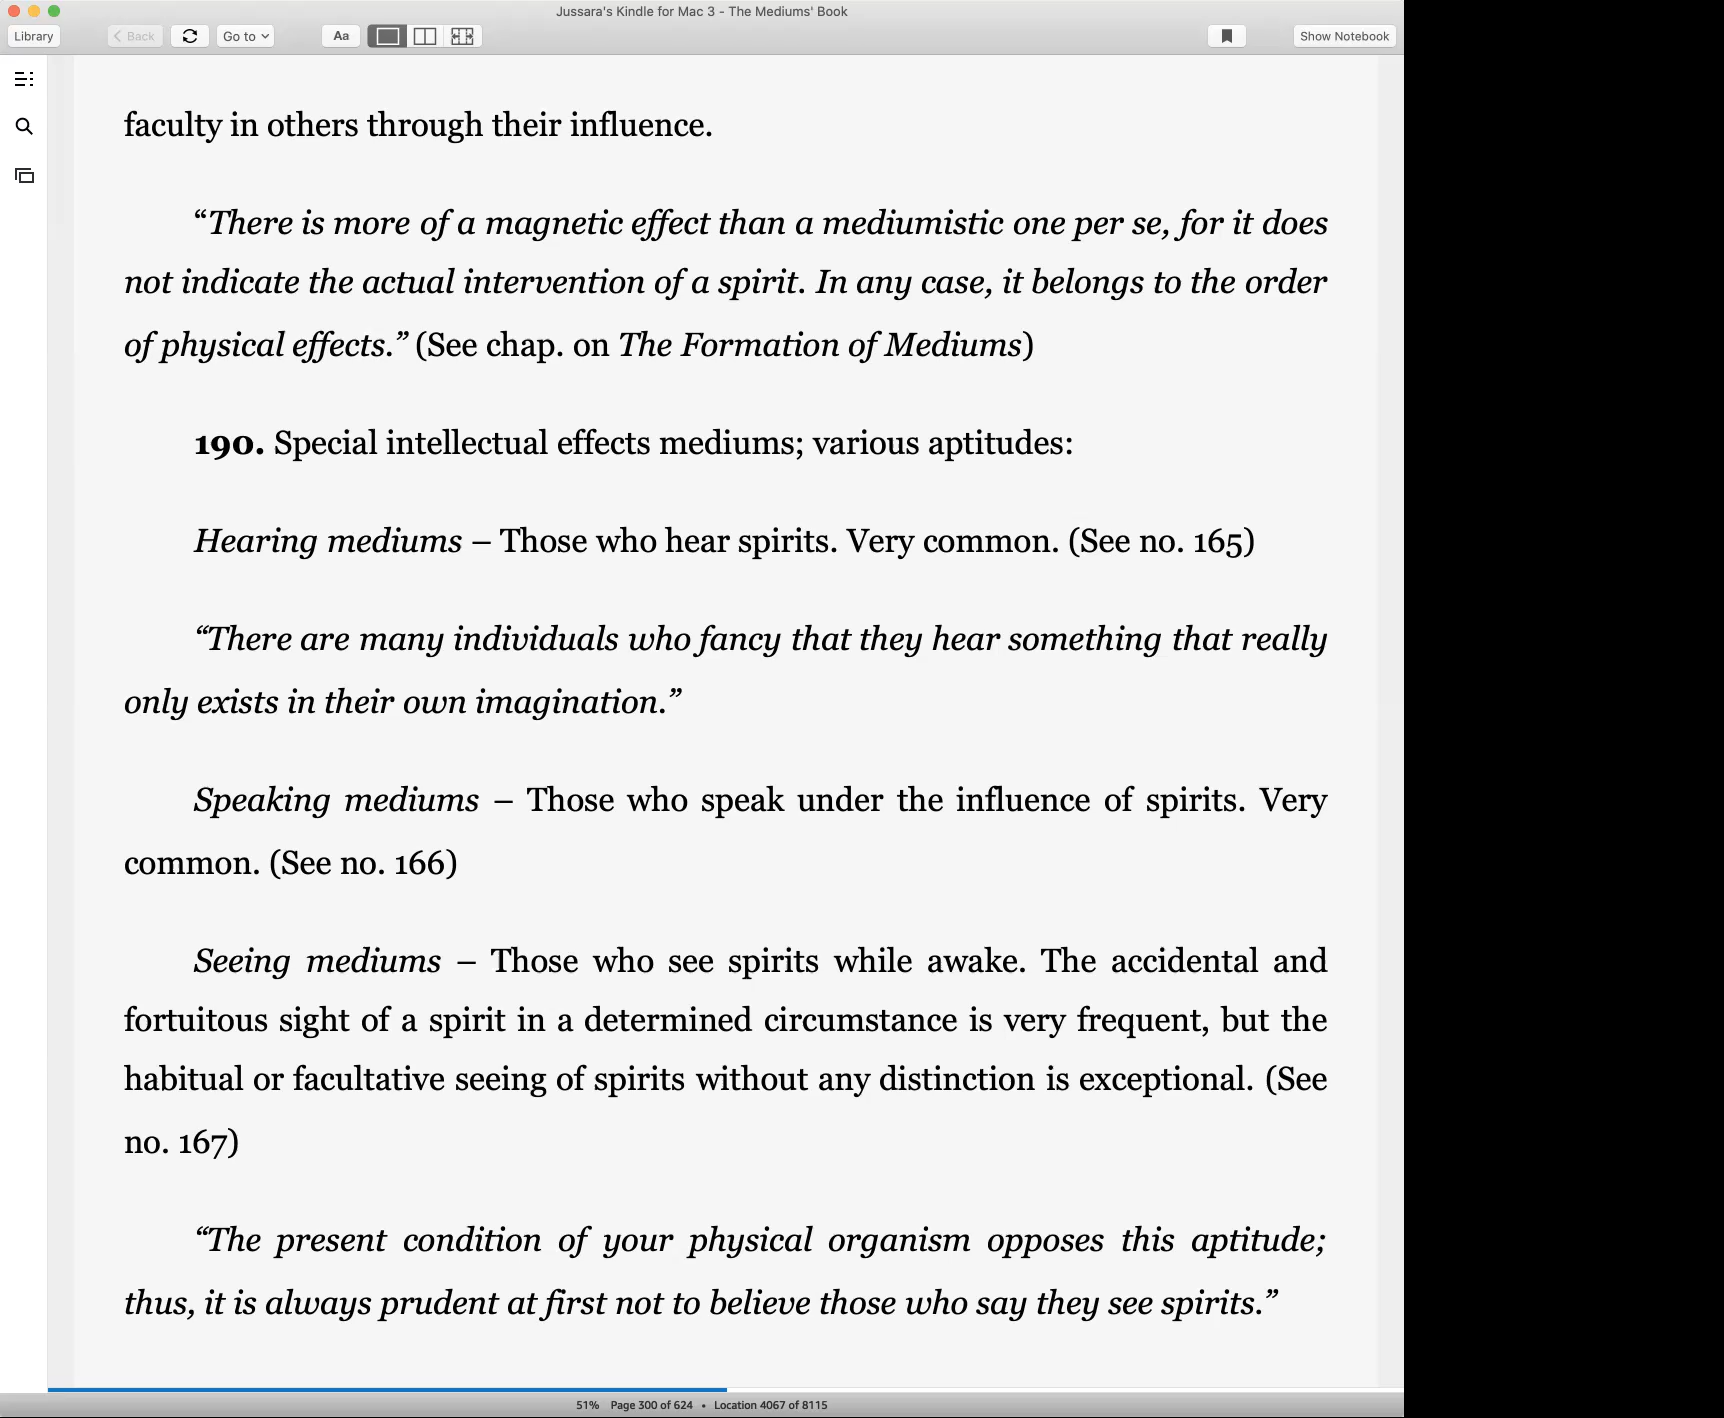 Jussara's Kindle for Mac 3 - The Mediums' Book
Library Back Go to Aa Show Notebook
faculty in others through their influence.
“There is more of a magnetic effect than a mediumistic one per se, for it does
not indicate the actual intervention of a spirit. In any case, it belongs to the order
of physical effects.” (See chap. on The Formation of Mediums)
190. Special intellectual effects mediums; various aptitudes:
Hearing mediums – Those who hear spirits. Very common. (See no. 165)
“There are many individuals who fancy that they hear something that really
only exists in their own imagination.”
Speaking mediums – Those who speak under the influence of spirits. Very
common. (See no. 166)
Seeing mediums – Those who see spirits while awake. The accidental and
fortuitous sight of a spirit in a determined circumstance is very frequent, but the
habitual or facultative seeing of spirits without any distinction is exceptional. (See
no. 167)
“The present condition of your physical organism opposes this aptitude;
thus, it is always prudent at first not to believe those who say they see spirits.”
51% Page 300 of 624 • Location 4067 of 8115